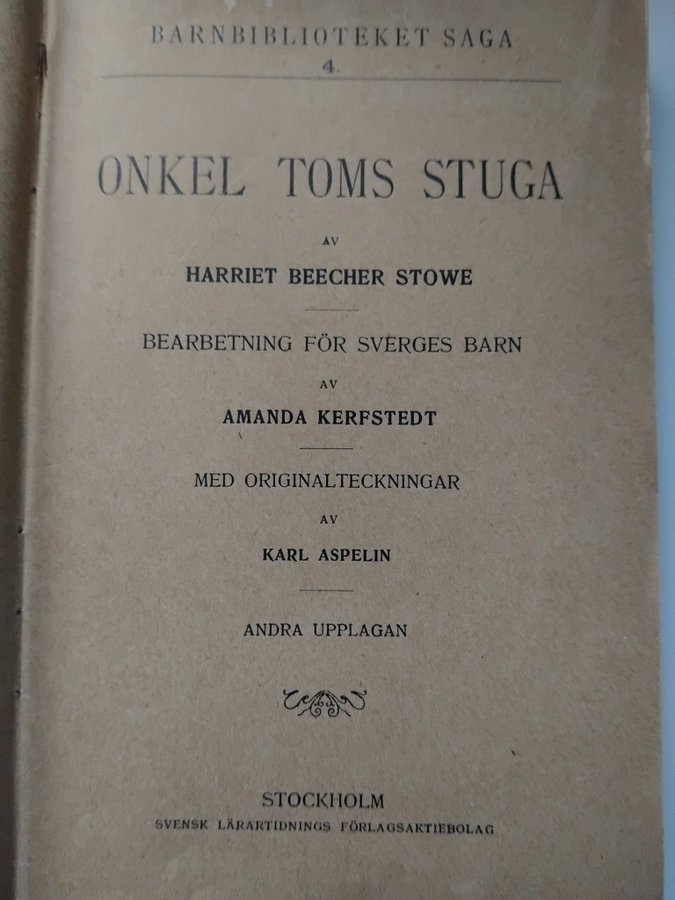 BARNBIBLIOTEKET SAGA
4.
ONKEL TOMS STUGA
AV
HARRIET BEECHER STOWE
BEARBETNING FÖR SVERGES BARN
AV
AMANDA KERFSTEDT
MED ORIGINALTECKNINGAR
AV
KARL ASPELIN
ANDRA UPPLAGAN
STOCKHOLM
SVENSK LÄRARTIDNINGS FÖRLAGSAKTIEBOLAG